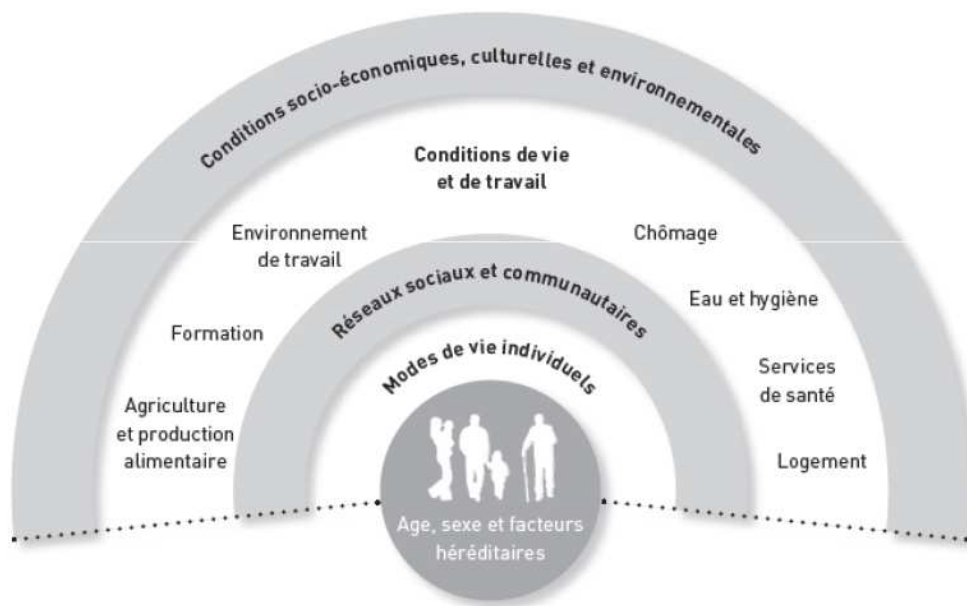 Conditions socio-économiques, culturelles et environnementales
Conditions de vie
et de travail
Environnement
de travail
Chômage
Réseaux sociaux et communautaires
Eau et hygiène
Formation
Modes de vie individuels
Services
de santé
Agriculture
et production
alimentaire
Logement
Age, sexe et facteurs
héréditaires